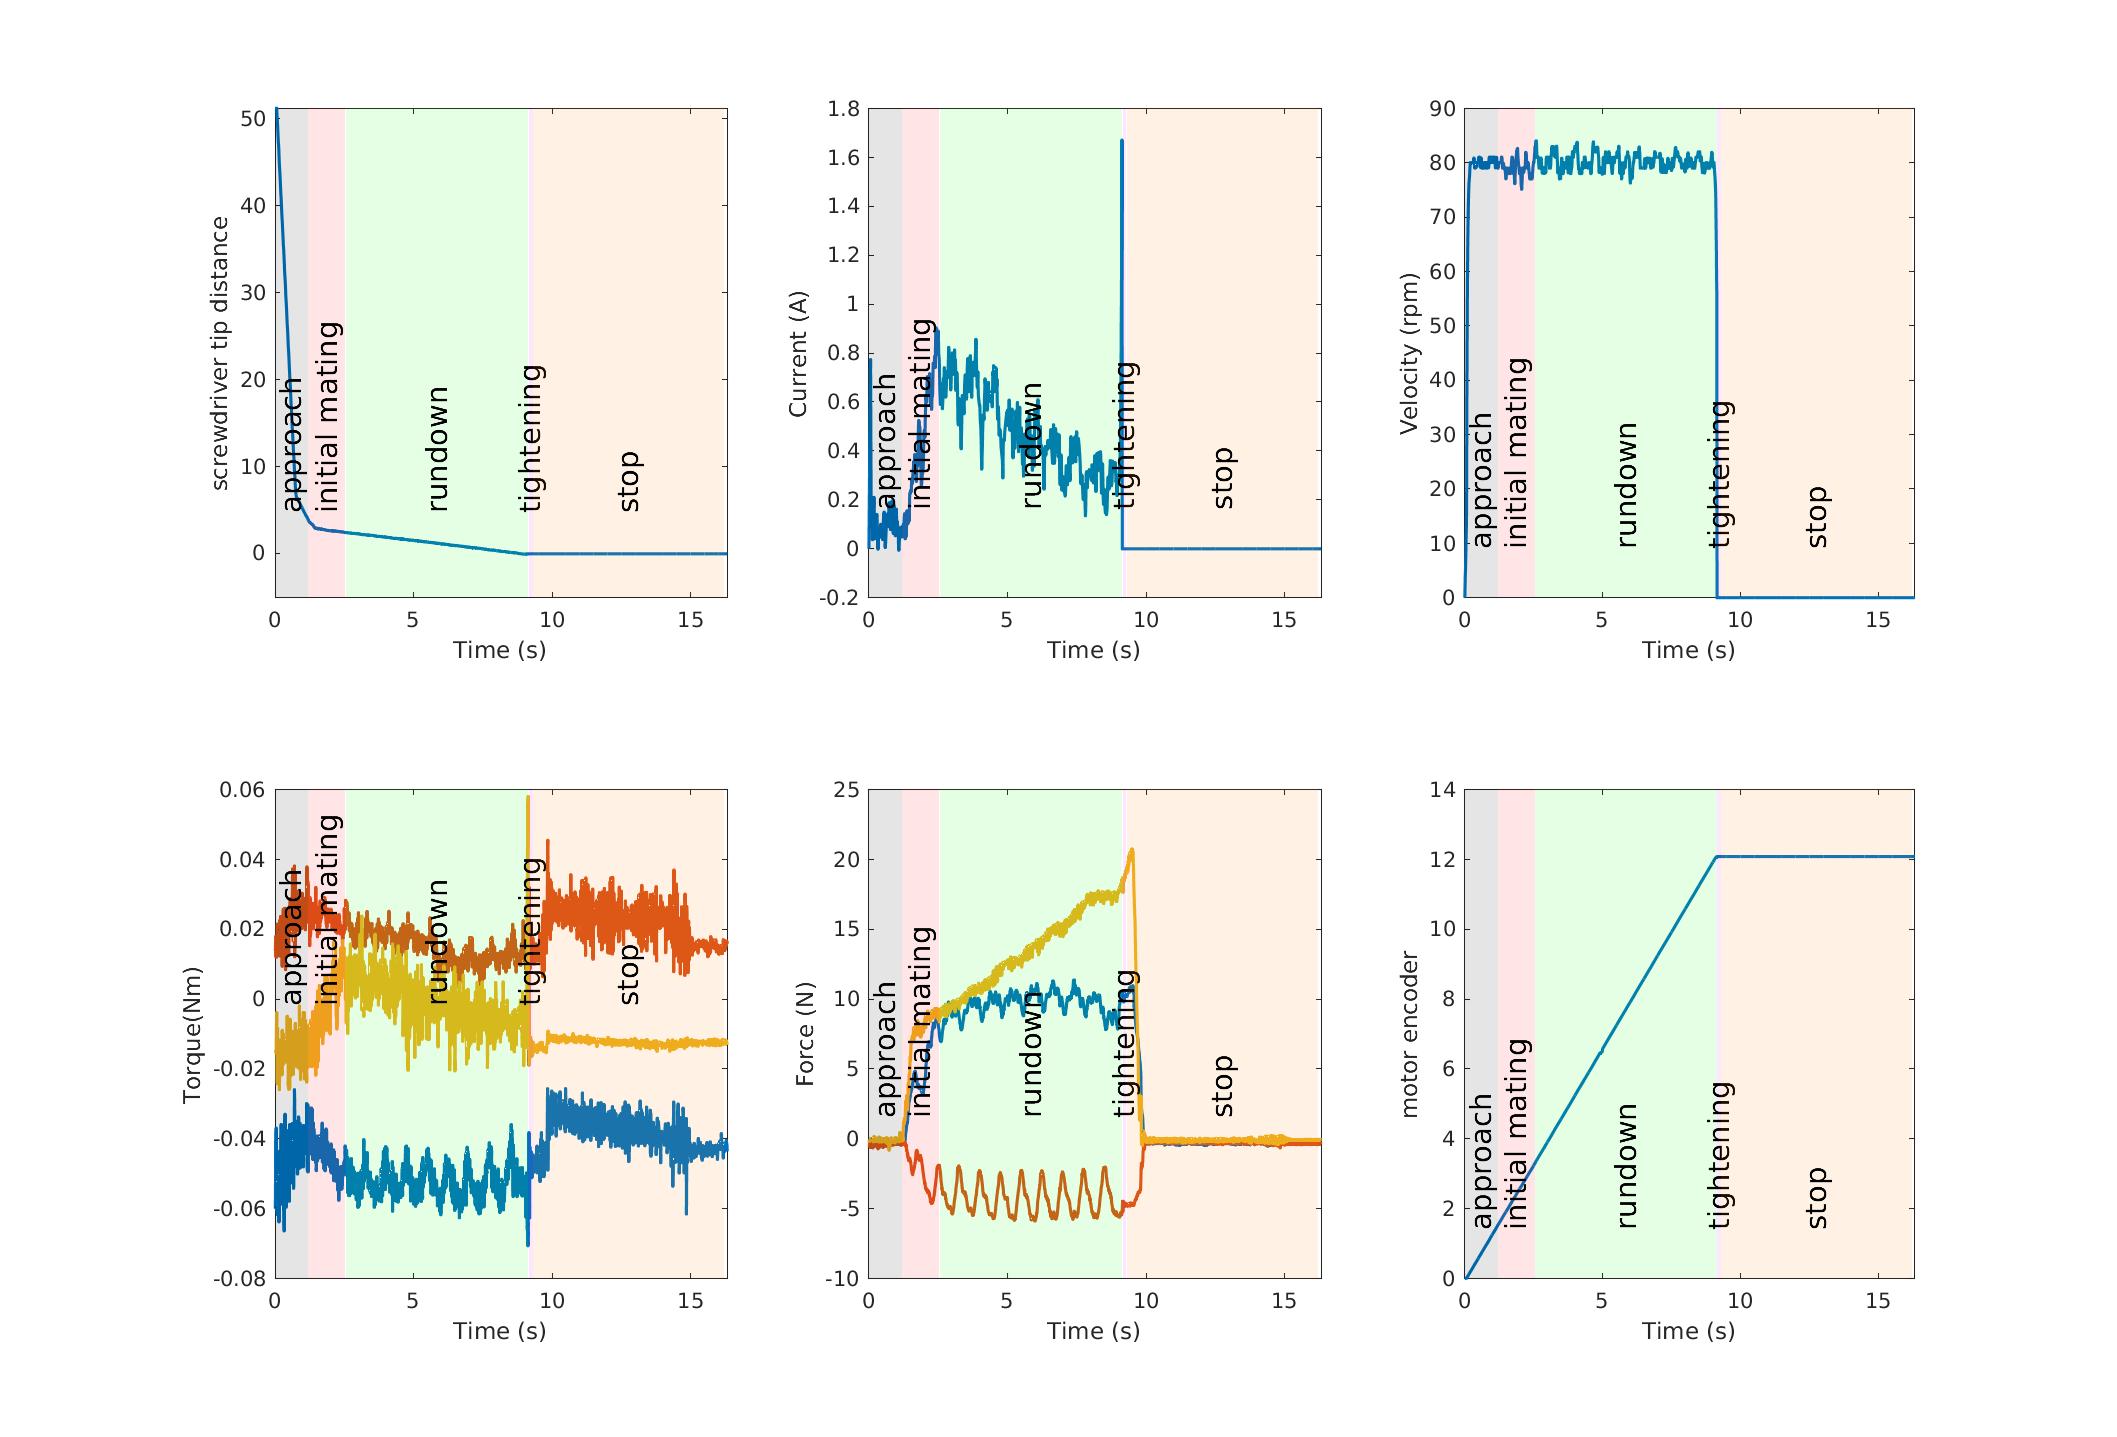 screwdriver tip distance
50
40
30
20
10
0
approach
initial mating
rundown
tightening
stop
0 5 10 15
Time (s)
Current (A)
1.8
1.6
1.4
1.2
1
0.8
0.6
0.4
0.2
0
-0.2
approach
initial mating
rundown
tightening
stop
0 5 10 15
Time (s)
Velocity (rpm)
90
80
70
60
50
40
30
20
10
0
approach
initial mating
rundown
tightening
stop
0 5 10 15
Time (s)
Torque(Nm)
0.06
0.04
0.02
0
-0.02
-0.04
-0.06
-0.08
approach
initial mating
rundown
tightening
stop
0 5 10 15
Time (s)
Force (N)
25
20
15
10
5
0
-5
-10
approach
initial mating
rundown
tightening
stop
0 5 10 15
Time (s)
motor encoder
14
12
10
8
6
4
2
0
approach
initial mating
rundown
tightening
stop
0 5 10 15
Time (s)